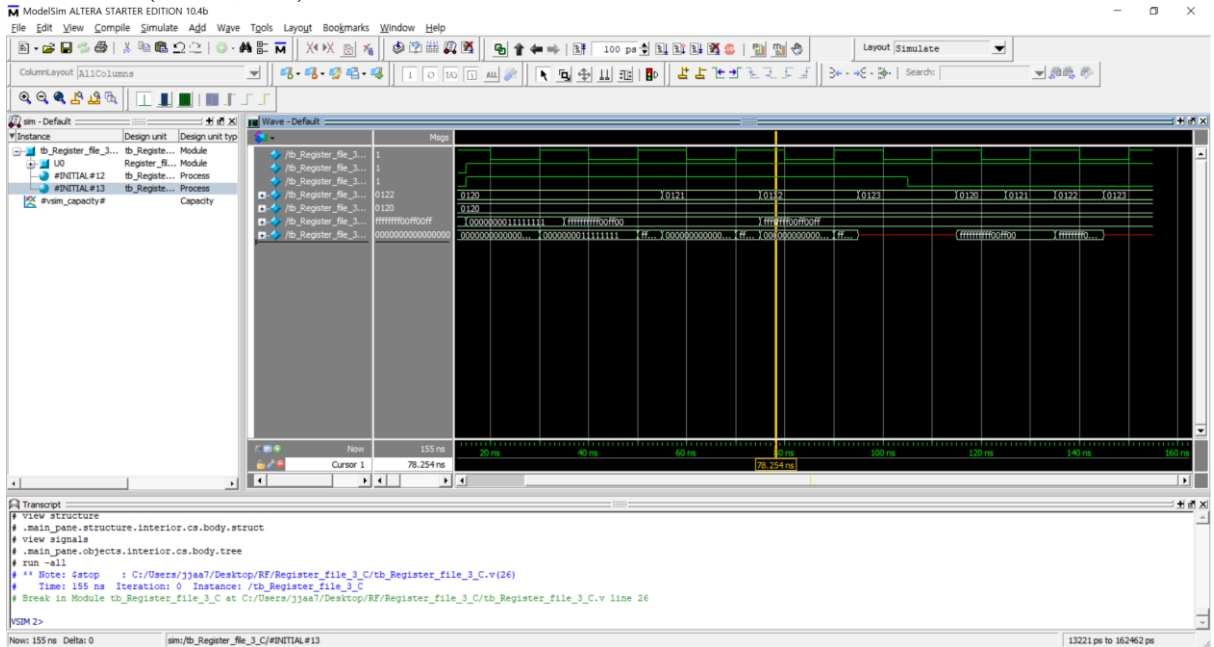 ModelSim ALTERA STARTER EDITION 10.4b
File Edit View Compile Simulate Add Wave Tools Layout Bookmarks Window Help
100 ps
Layout Simulate
ColumnLayout AllColumns
Search:
sim - Default
Wave - Default
Instance Design unit Design unit typ
Msgs
tb_Register_file_3... tb_Registe... Module
U0 Register_fil... Module
#INITIAL#12 tb_Registe... Process
#INITIAL#13 tb_Registe... Process
#vsim_capacity# Capacity
/tb_Register_file_3... 1
/tb_Register_file_3... 1
/tb_Register_file_3... 1
/tb_Register_file_3... 0122 0120 0121 0122 0123 0120 0121 0122 0123
/tb_Register_file_3... 0120 0120
/tb_Register_file_3... ffffffff00ff00ff 0000000011111111 ffffffffff00ff00 ffffffff00ff00ff
/tb_Register_file_3... 0000000000000000 000000000000... 0000000011111111 ff... 000000000000... ff... 000000000000... ff... ffffffffff00ff00 ffffffff0...
Now 155 ns 20 ns 40 ns 60 ns 80 ns 100 ns 120 ns 140 ns 160 ns
Cursor 1 78.254 ns 78.254 ns
Transcript
# view structure
# .main_pane.structure.interior.cs.body.struct
# view signals
# .main_pane.objects.interior.cs.body.tree
# run -all
# ** Note: $stop : C:/Users/jjaa7/Desktop/RF/Register_file_3_C/tb_Register_file_3_C.v(26)
# Time: 155 ns Iteration: 0 Instance: /tb_Register_file_3_C
# Break in Module tb_Register_file_3_C at C:/Users/jjaa7/Desktop/RF/Register_file_3_C/tb_Register_file_3_C.v line 26
VSIM 2>
Now: 155 ns Delta: 0 sim:/tb_Register_file_3_C/#INITIAL#13 13221 ps to 162462 ps